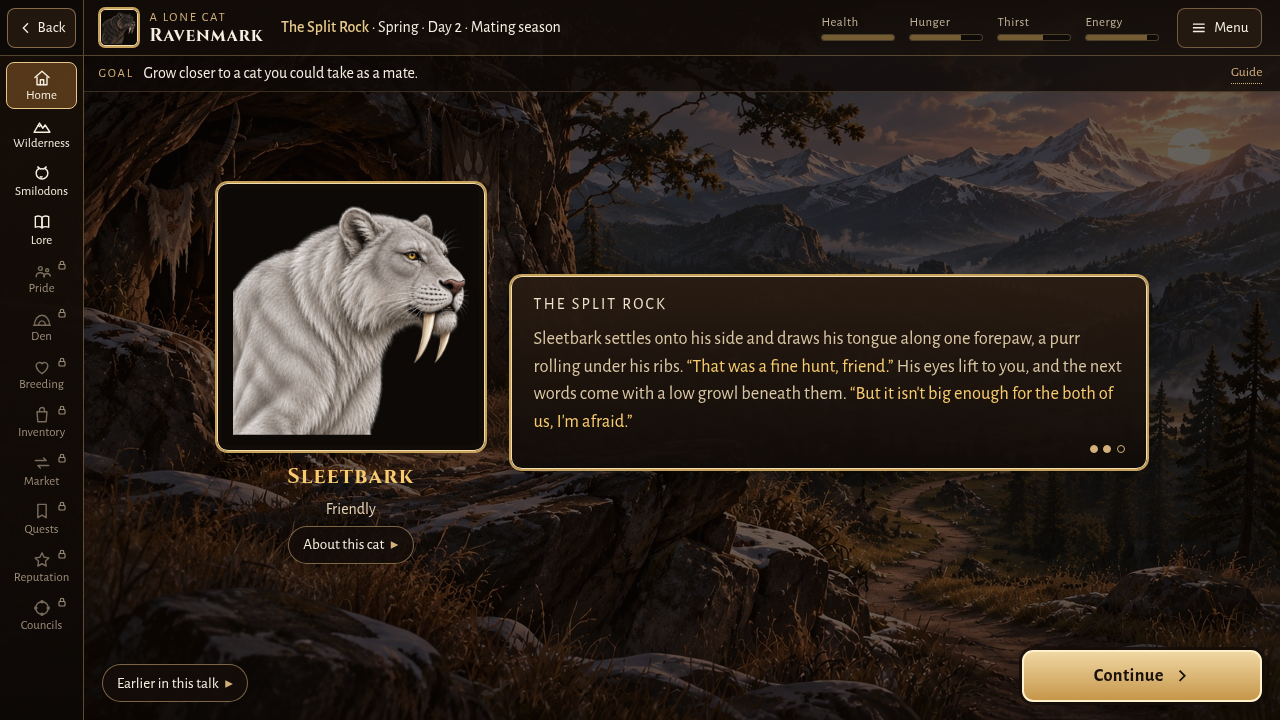 Back
A LONE CAT
RAVENMARK
The Split Rock · Spring · Day 2 · Mating season
Health
Hunger
Thirst
Energy
Menu
GOAL Grow closer to a cat you could take as a mate.
Guide
Home
Wilderness
Smilodons
Lore
Pride
Den
Breeding
Inventory
Market
Quests
Reputation
Councils
SLEETBARK
Friendly
About this cat
THE SPLIT ROCK
Sleetbark settles onto his side and draws his tongue along one forepaw, a purr
rolling under his ribs. “That was a fine hunt, friend.” His eyes lift to you, and the next
words come with a low growl beneath them. “But it isn't big enough for the both of
us, I'm afraid.”
Earlier in this talk
Continue